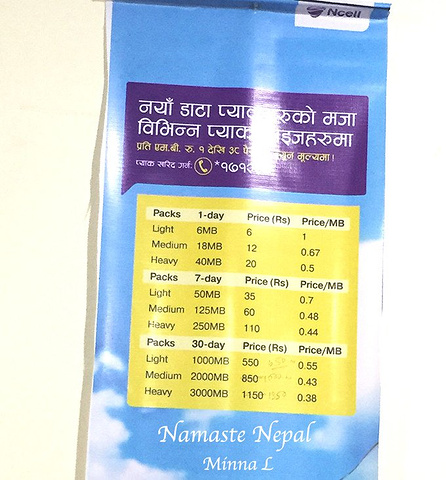 Ncell
नयाँ डाटा प्याकहरुको मजा
विभिन्न प्याक साइजहरुमा
प्रति एम.बी. रु. १ देखि ३८ मूल्यमा!
प्याक खरिद गर्न:
Packs 1-day Price (Rs) Price/MB
Light 6MB 6 1
Medium 18MB 12 0.67
Heavy 40MB 20 0.5
Packs 7-day Price (Rs) Price/MB
Light 50MB 35 0.7
Medium 125MB 60 0.48
Heavy 250MB 110 0.44
Packs 30-day Price (Rs) Price/MB
Light 1000MB 550 0.55
Medium 2000MB 850 0.43
Heavy 3000MB 1150 0.38
Namaste Nepal
Minna L